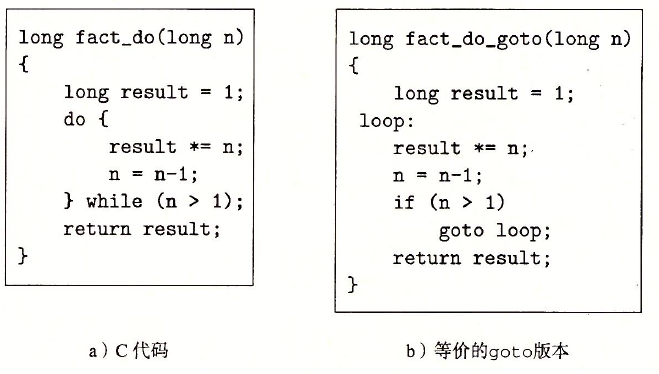 long fact_do(long n)
{
    long result = 1;
    do {
        result *= n;
        n = n-1;
    } while (n > 1);
    return result;
}
a）C 代码
long fact_do_goto(long n)
{
    long result = 1;
 loop:
    result *= n;
    n = n-1;
    if (n > 1)
        goto loop;
    return result;
}
b）等价的goto版本